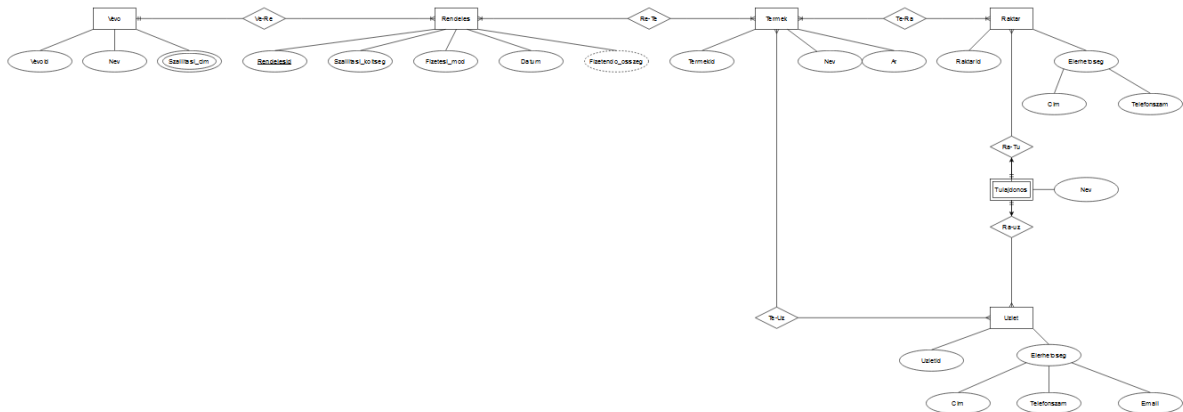 Vevo
Ve-Re
Rendeles
Re-Te
Termek
Te-Ra
Raktar
VevoId
Nev
Szallitasi_cim
RendelesId
Szallitasi_koltseg
Fizetesi_mod
Datum
Fizetendo_osszeg
TermekId
Nev
Ar
RaktarId
Elerhetoseg
Cim
Telefonszam
Ra-Tu
Tulajdonos
Nev
Ra-uz
Te-Uz
Uzlet
UzletId
Elerhetoseg
Cim
Telefonszam
Email